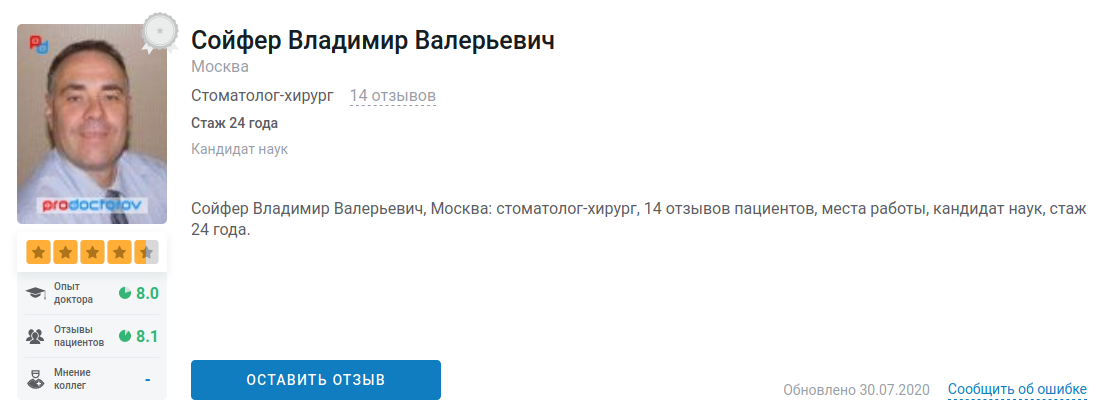 Сойфер Владимир Валерьевич
Москва
Стоматолог-хирург 14 отзывов
Стаж 24 года
Кандидат наук
Сойфер Владимир Валерьевич, Москва: стоматолог-хирург, 14 отзывов пациентов, места работы, кандидат наук, стаж
24 года.
pd
prodoctorov
Опыт
доктора
8.0
Отзывы
пациентов
8.1
Мнение
коллег
-
ОСТАВИТЬ ОТЗЫВ
Обновлено 30.07.2020 Сообщить об ошибке